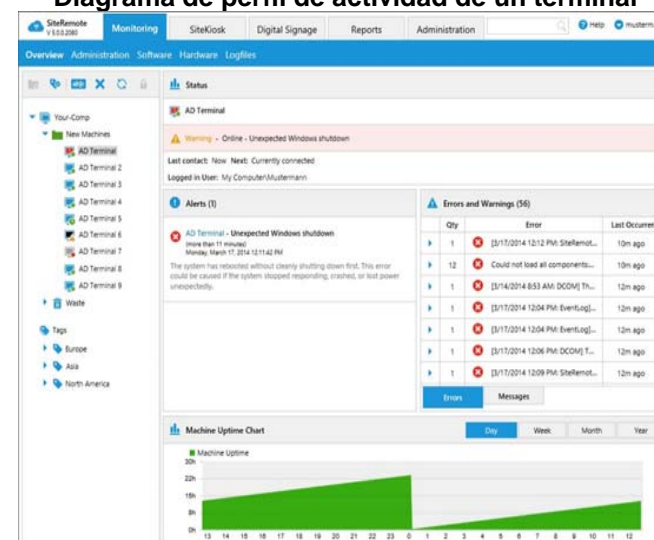 Diagrama de perfil de actividad de un terminal
SiteRemote
Monitoring
SiteKiosk
Digital Signage
Reports
Administration
Help
musterm
Overview Administration Software Hardware Logfiles
Status
Your-Comp
New Machines
AD Terminal
AD Terminal 2
AD Terminal 3
AD Terminal 4
AD Terminal 5
AD Terminal 6
AD Terminal 7
AD Terminal 8
AD Terminal 9
Waste
Tags
Europe
Asia
North America
AD Terminal
Warning - Online - Unexpected Windows shutdown
Last contact: Now Next: Currently connected
Logged in User: My Computer\Mustermann
Alerts (1)
AD Terminal - Unexpected Windows shutdown
(more than 11 minutes)
Monday, March 17, 2014 12:11:42 PM
The system has rebooted without cleanly shutting down first. This error
could be caused if the system stopped responding, crashed, or lost power
unexpectedly.
Errors and Warnings (56)
Qty Error Last Occurren
1 [3/17/2014 12:12 PM: SiteRemot... 10m ago
12 Could not load all components:... 10m ago
1 [3/14/2014 8:53 AM: DCOM] Th... 12m ago
1 [3/17/2014 12:04 PM: EventLog]... 12m ago
1 [3/17/2014 12:04 PM: EventLog]... 12m ago
1 [3/17/2014 12:06 PM: DCOM] T... 12m ago
1 [3/17/2014 12:09 PM: SiteRemot... 12m ago
Errors Messages
Machine Uptime Chart
Day Week Month Year
Machine Uptime
30h
22h
15h
8h
0h
13 14 15 16 17 18 19 20 21 22 23 0 1 2 3 4 5 6 7 8 9 10 11 12